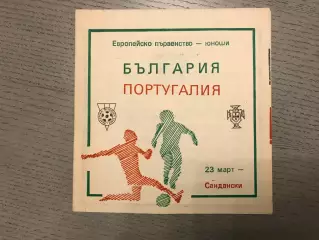 Европейско първенство — юноши
БЪЛГАРИЯ
ПОРТУГАЛИЯ
23 март —
Сандански